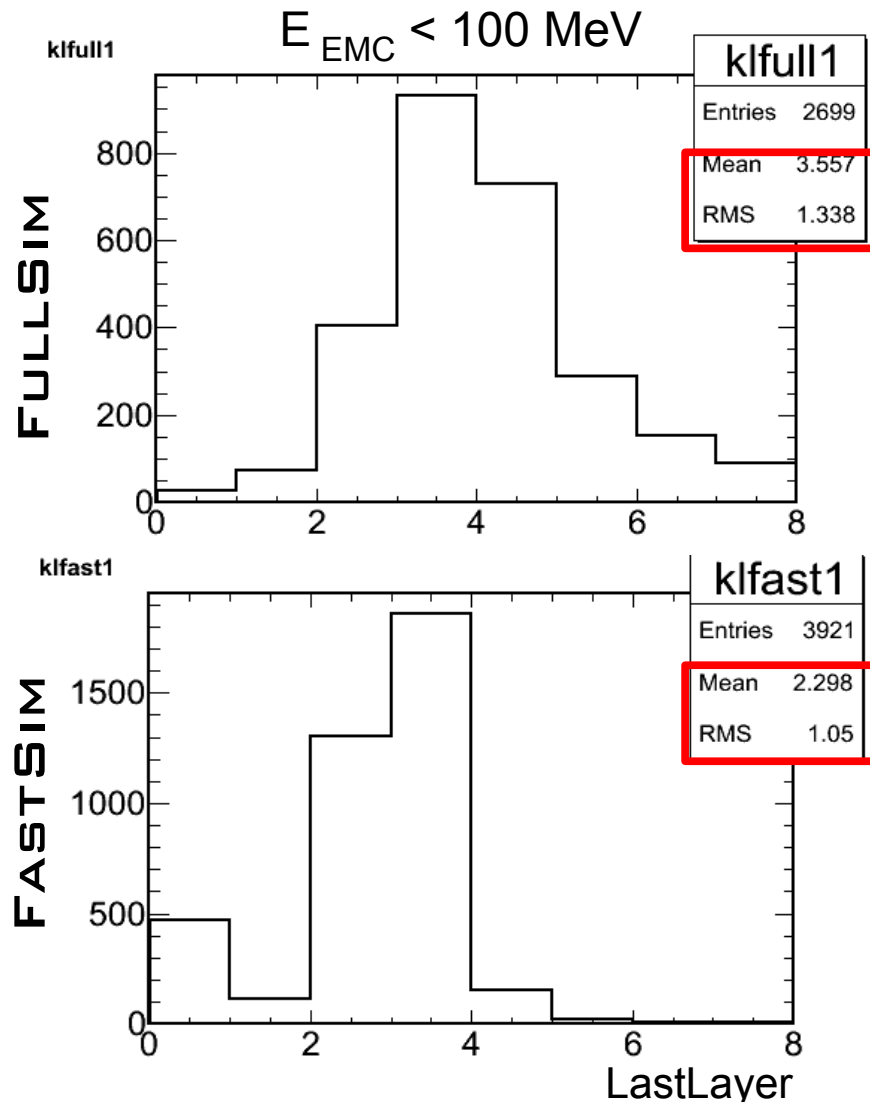 E EMC < 100 MeV
klfull1
klfull1
Entries 2699
Mean 3.557
RMS 1.338
FULLSIM
800
600
400
200
0
0 2 4 6 8
klfast1
klfast1
Entries 3921
Mean 2.298
RMS 1.05
FASTSIM
1500
1000
500
0
0 2 4 6 8
LastLayer